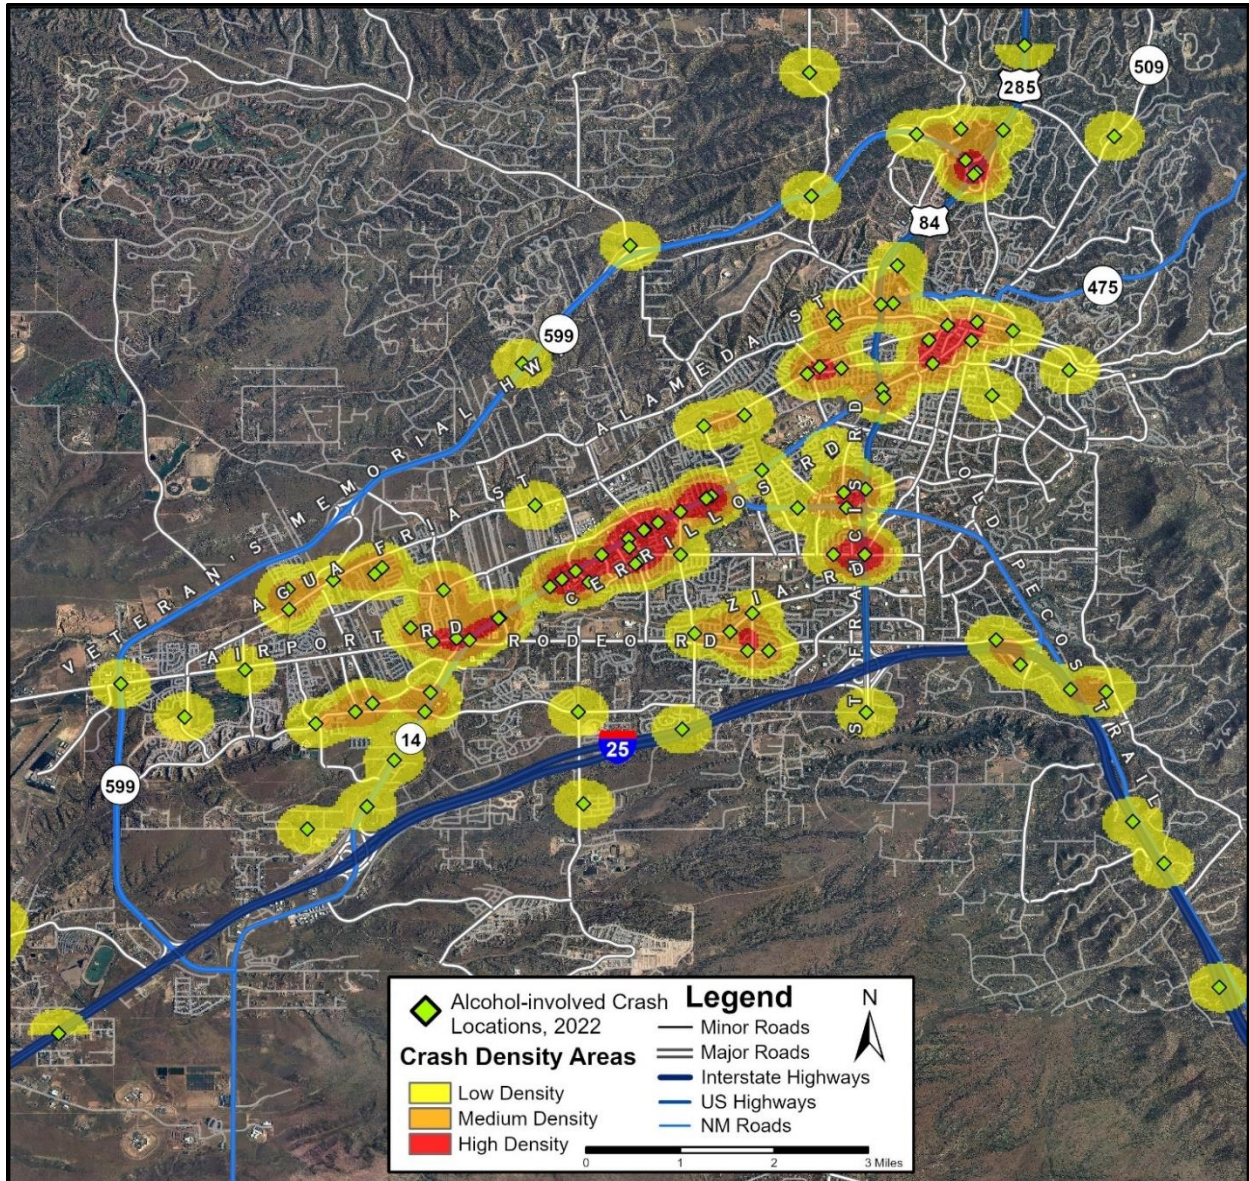 509
285
84
475
599
VETERAN'S MEMORIAL HW
ALAMEDA ST
AGUA FRIA ST
CERRILLOS RD
ST FRANCIS RD
OLD PECOS TRAIL
ZIA RD
AIRPORT RD
RODEO RD
14
25
599
Alcohol-involved Crash
Locations, 2022
Crash Density Areas
Low Density
Medium Density
High Density
Legend
Minor Roads
Major Roads
Interstate Highways
US Highways
NM Roads
N
0 1 2 3 Miles